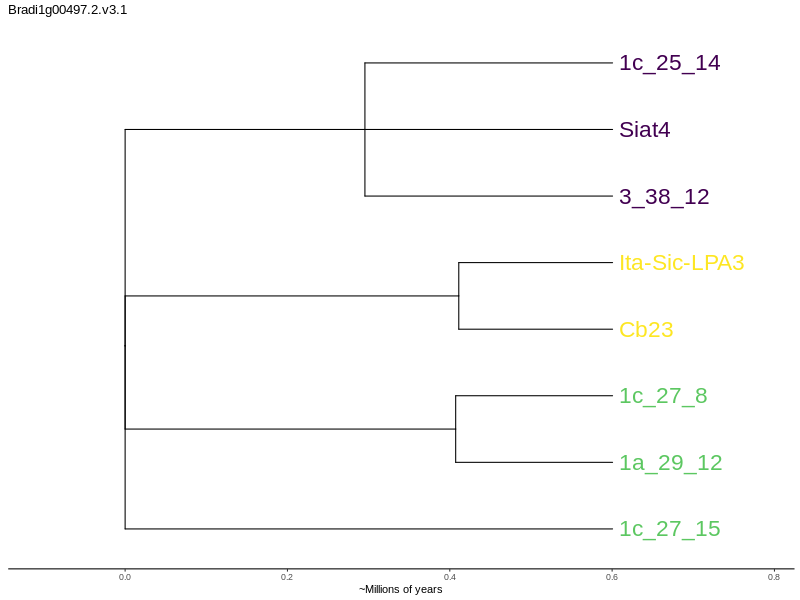 Bradi1g00497.2.v3.1
1c_25_14
Siat4
3_38_12
Ita-Sic-LPA3
Cb23
1c_27_8
1a_29_12
1c_27_15
0.0 0.2 0.4 0.6 0.8
~Millions of years